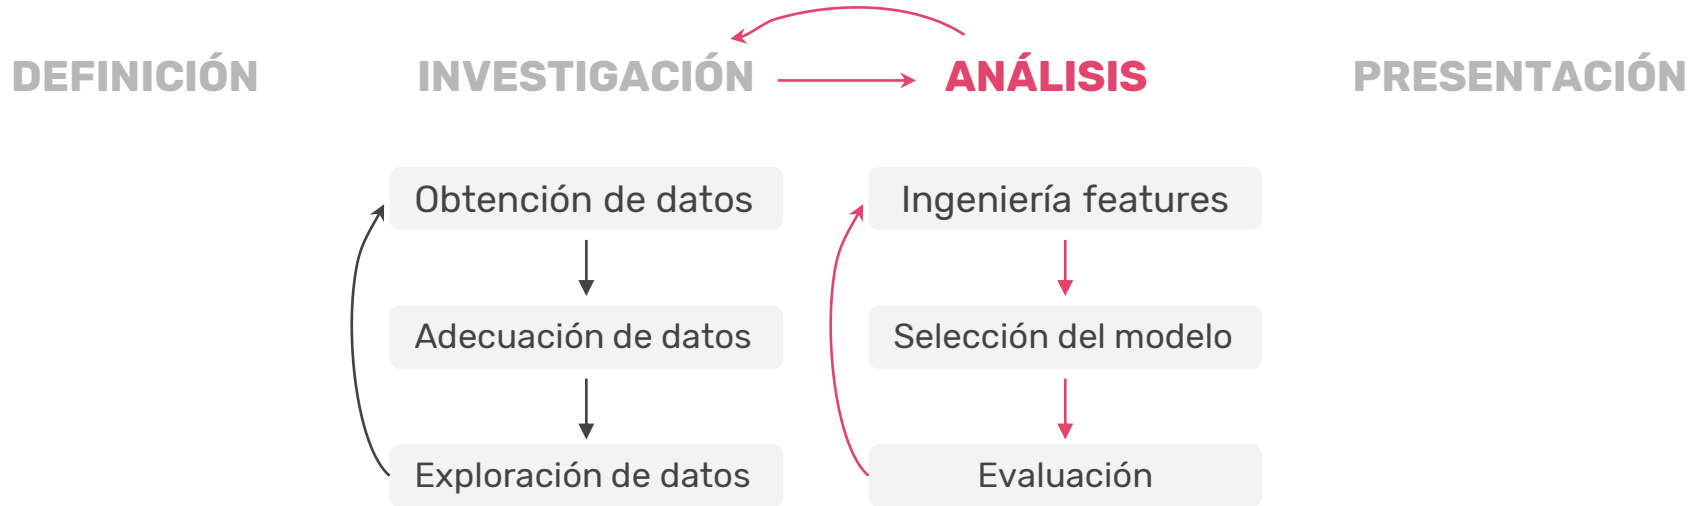 DEFINICIÓN
INVESTIGACIÓN
ANÁLISIS
PRESENTACIÓN
Obtención de datos
Adecuación de datos
Exploración de datos
Ingeniería features
Selección del modelo
Evaluación